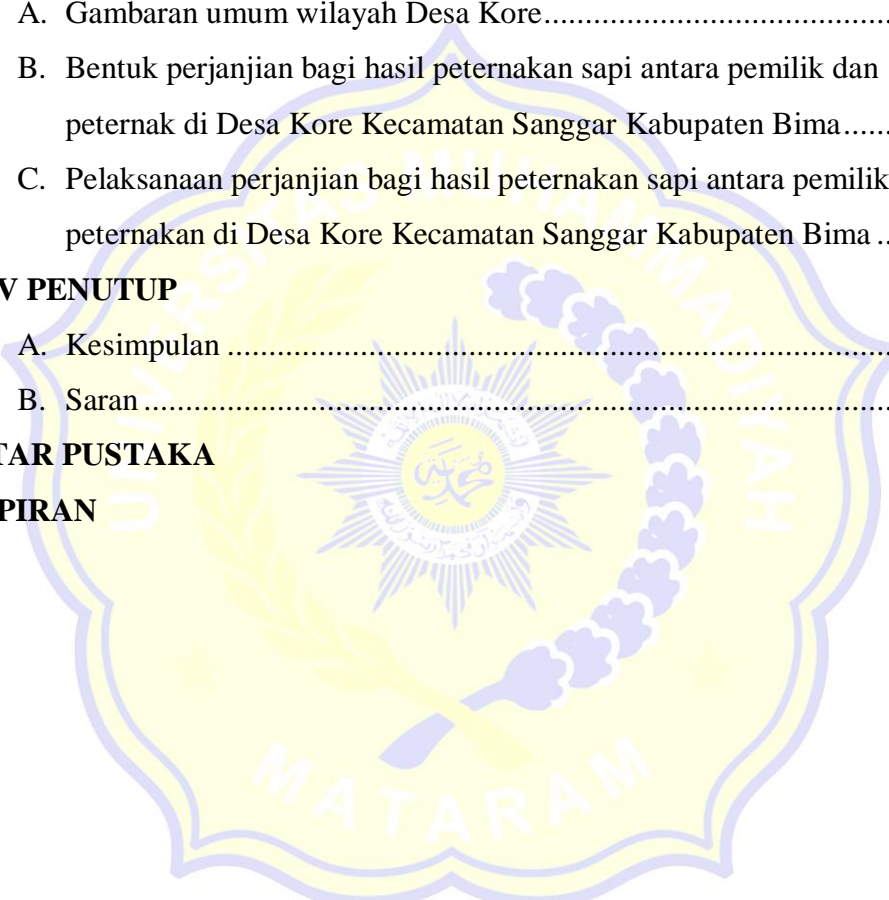 A. Gambaran umum wilayah Desa Kore........................................
B. Bentuk perjanjian bagi hasil peternakan sapi antara pemilik dan
peternak di Desa Kore Kecamatan Sanggar Kabupaten Bima......
C. Pelaksanaan perjanjian bagi hasil peternakan sapi antara pemilik
peternakan di Desa Kore Kecamatan Sanggar Kabupaten Bima ..
V PENUTUP
A. Kesimpulan ................................................................................
B. Saran ..........................................................................................
TAR PUSTAKA
PIRAN
UNIVERSITAS MUHAMMADIYAH
MATARAM